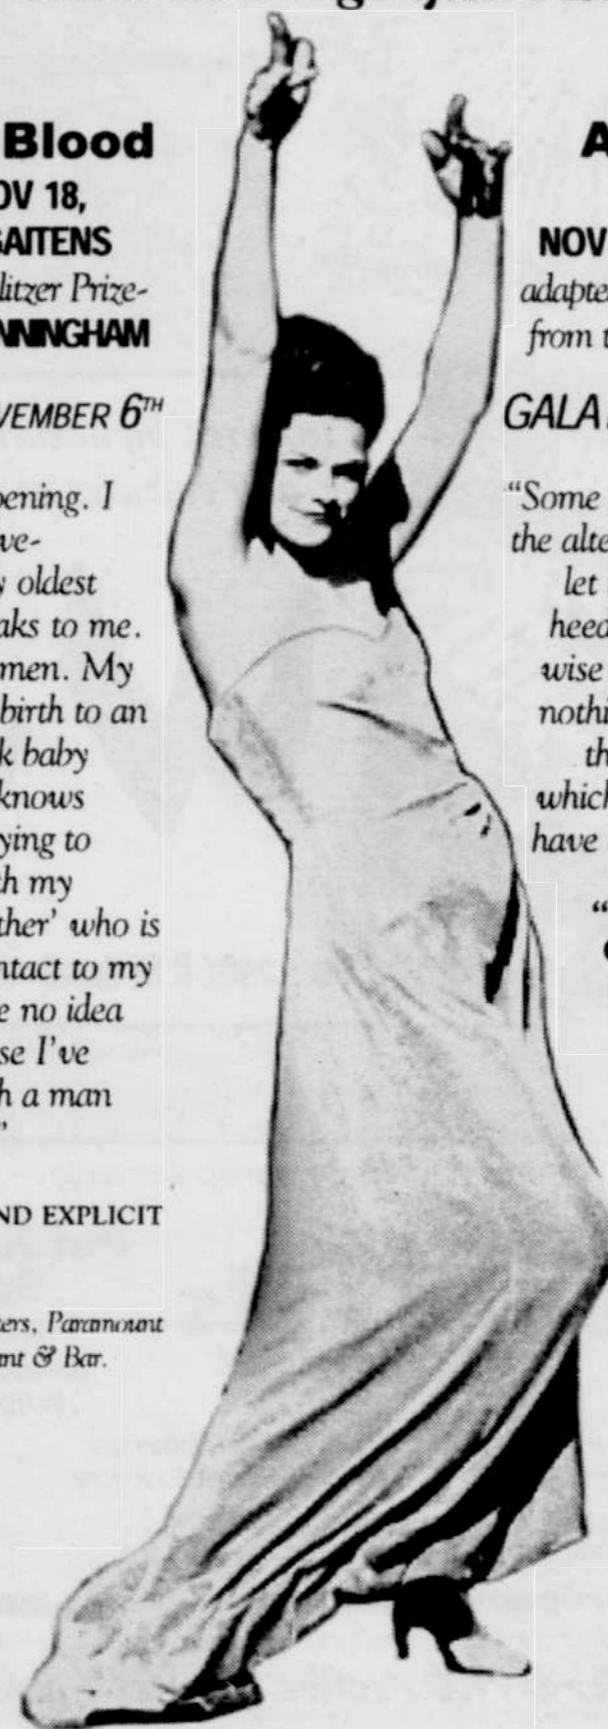 Blood
OV 18,
GAITENS
litzer Prize-
NNINGHAM
VEMBER 6TH
pening. I
ve-
y oldest
aks to me.
men. My
birth to an
k baby
knows
ying to
th my
ther' who is
ntact to my
e no idea
se I've
h a man
"
ND EXPLICIT
ers, Paramount
nt & Bar.
A
NOV
adapte
from t
GALA
"Some
the alte
let
heed
wise
nothi
th
which
have
"